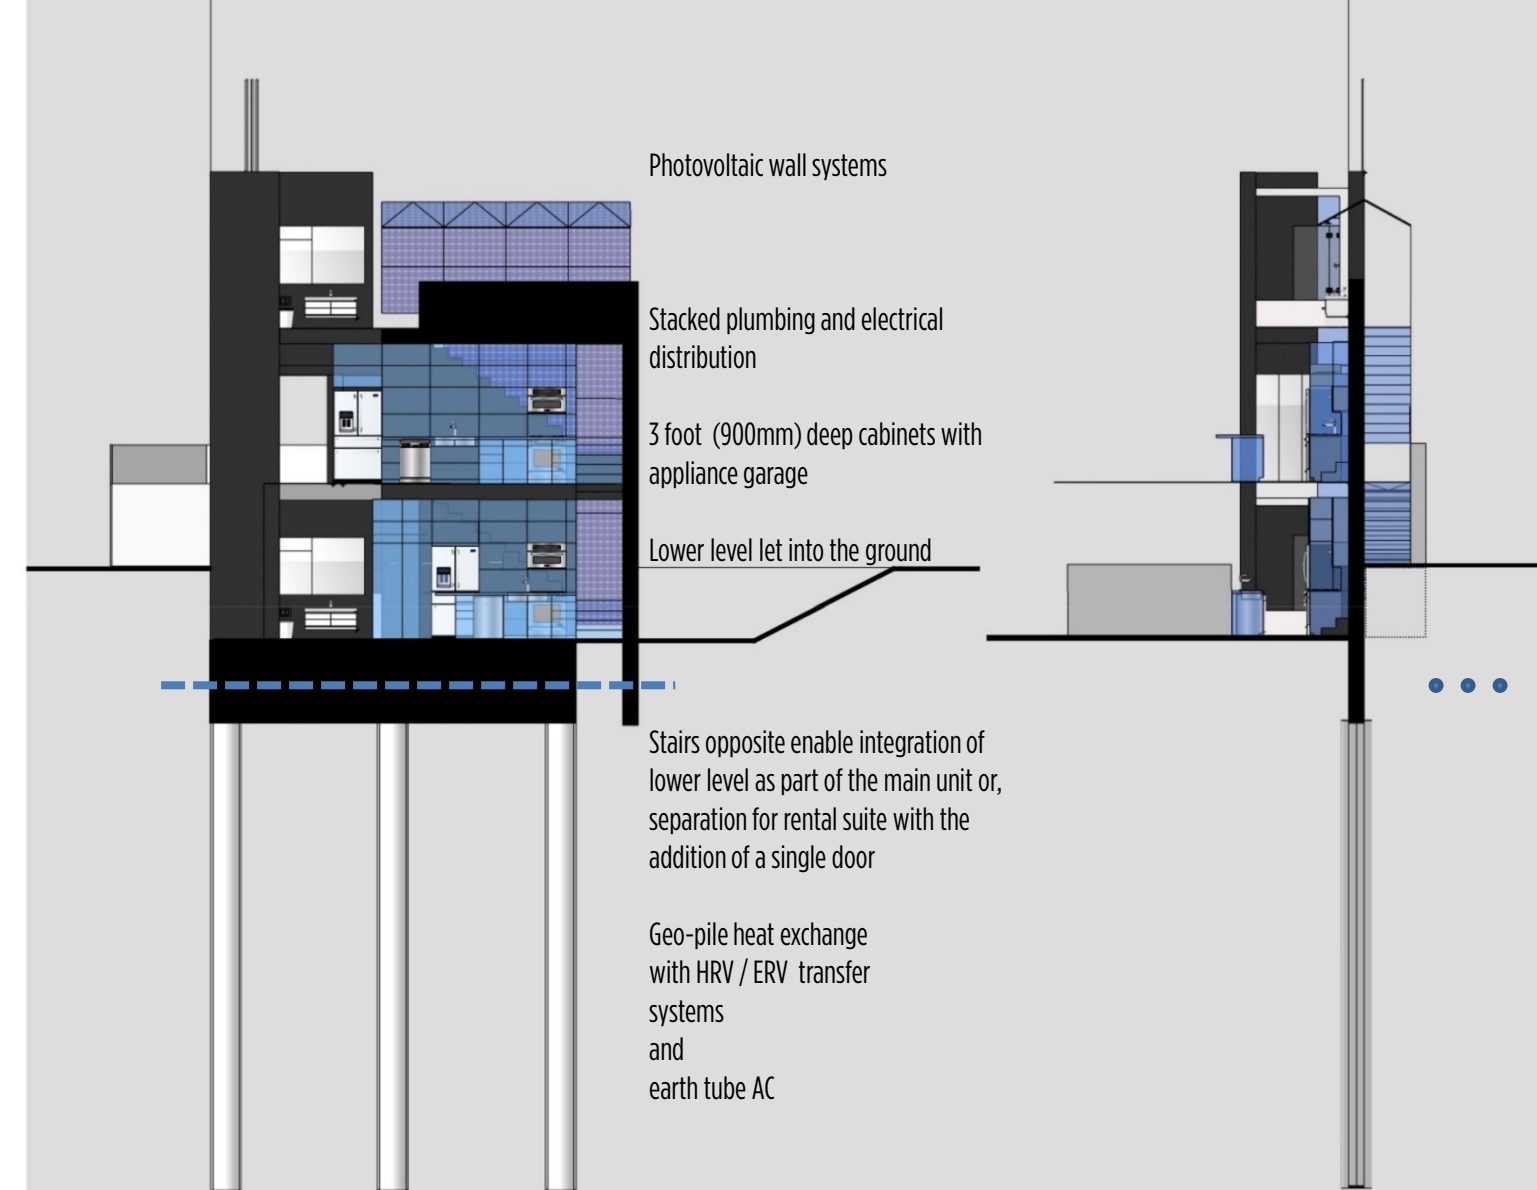 Photovoltaic wall systems
Stacked plumbing and electrical
distribution
3 foot (900mm) deep cabinets with
appliance garage
Lower level let into the ground
Stairs opposite enable integration of
lower level as part of the main unit or,
separation for rental suite with the
addition of a single door
Geo-pile heat exchange
with HRV / ERV transfer
systems
and
earth tube AC